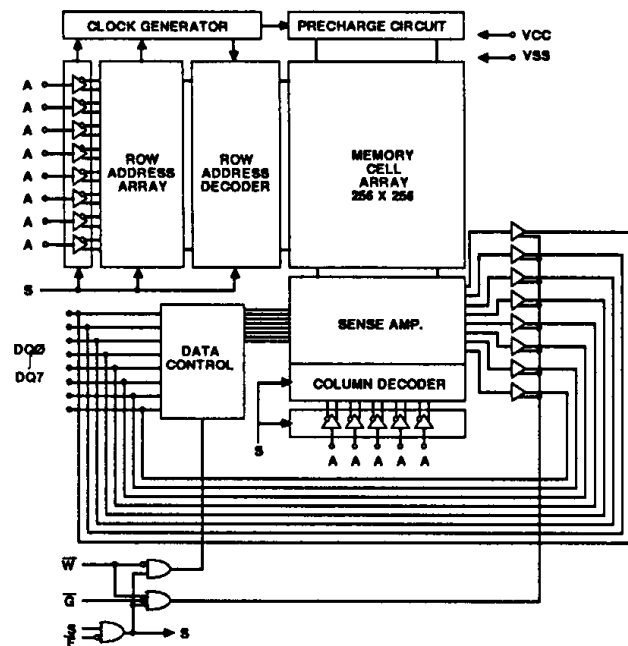 CLOCK GENERATOR
PRECHARGE CIRCUIT
VCC
VSS
A
A
A
A
A
A
A
A
ROW
ADDRESS
ARRAY
ROW
ADDRESS
DECODER
MEMORY
CELL
ARRAY
256 X 256
S
DQ0
DQ7
DATA
CONTROL
SENSE AMP.
COLUMN DECODER
S
A A A A A
W
G
S